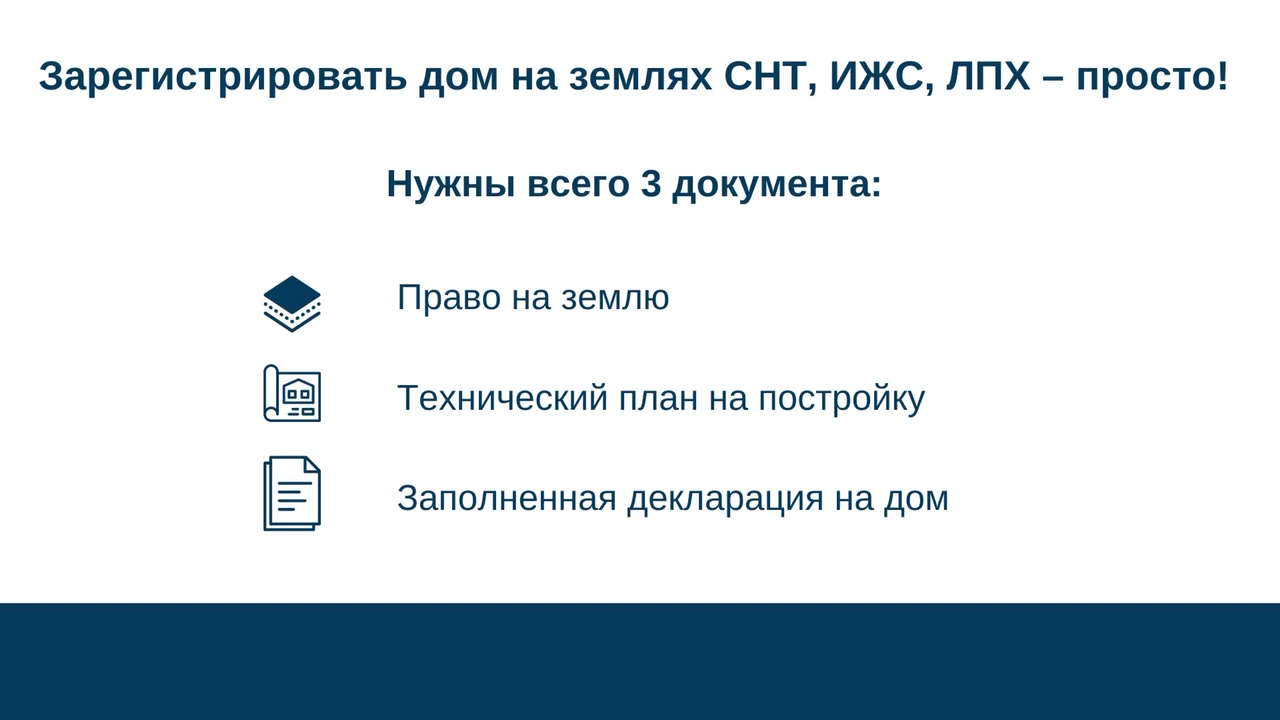 Зарегистрировать дом на землях СНТ, ИЖС, ЛПХ – просто!
Нужны всего 3 документа:
Право на землю
Технический план на постройку
Заполненная декларация на дом